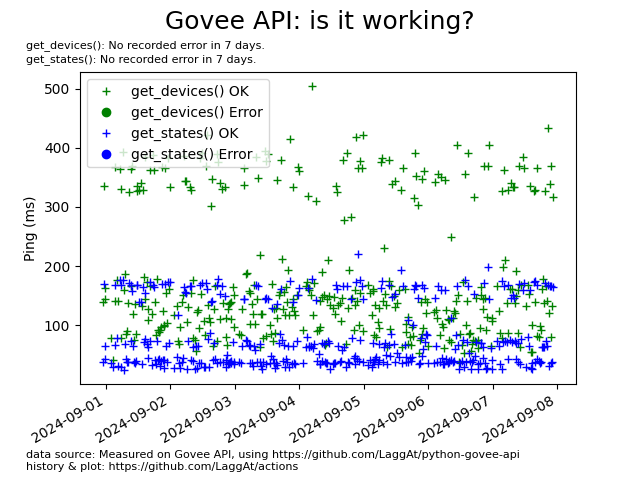 Govee API: is it working?
get_devices(): No recorded error in 7 days.
get_states(): No recorded error in 7 days.
get_devices() OK
get_devices() Error
get_states() OK
get_states() Error
Ping (ms)
500
400
300
200
100
2024-09-01
2024-09-02
2024-09-03
2024-09-04
2024-09-05
2024-09-06
2024-09-07
2024-09-08
data source: Measured on Govee API, using https://github.com/LaggAt/python-govee-api
history & plot: https://github.com/LaggAt/actions